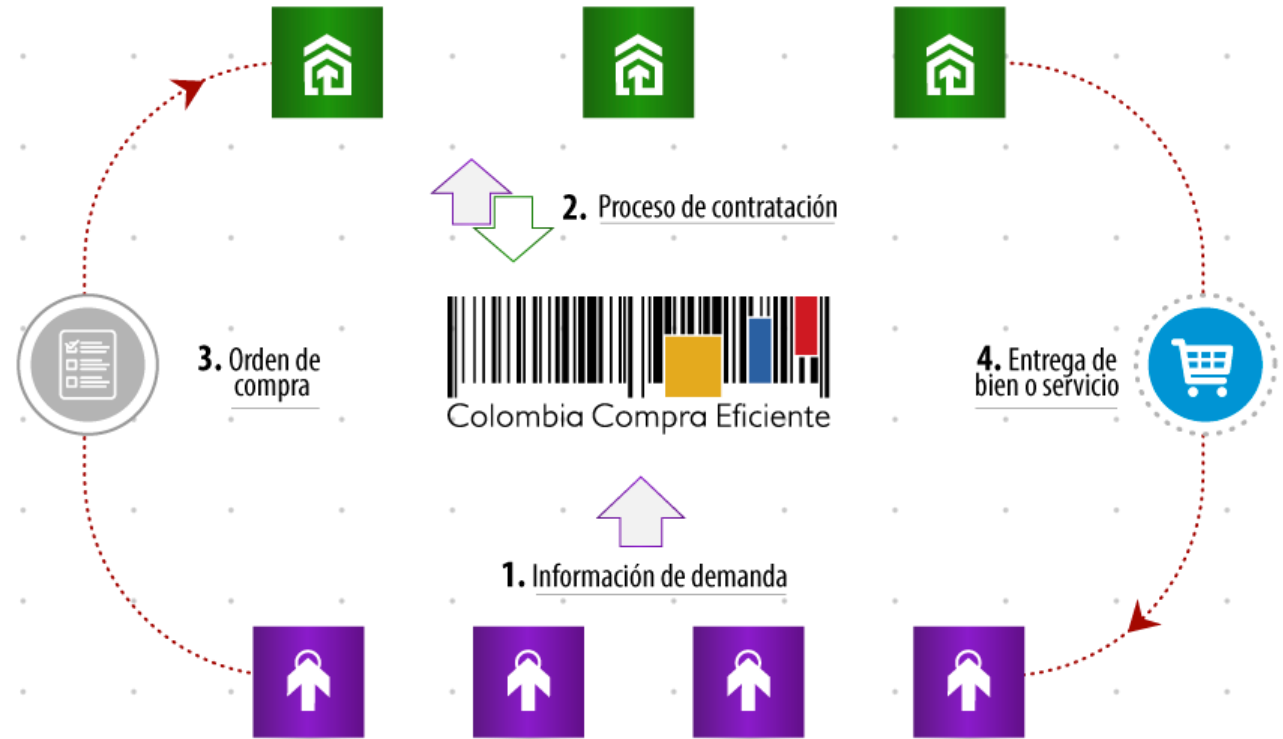 2. Proceso de contratación
3. Orden de
compra
Colombia Compra Eficiente
4. Entrega de
bien o servicio
1. Información de demanda